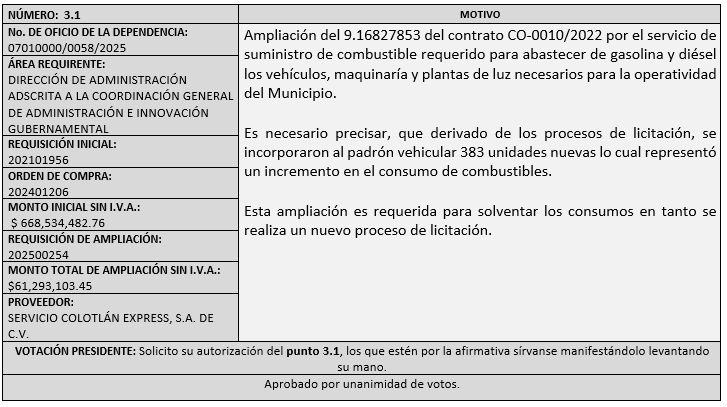 NÚMERO: 3.1
No. DE OFICIO DE LA DEPENDENCIA:
07010000/0058/2025
ÁREA REQUIRENTE:
DIRECCIÓN DE ADMINISTRACIÓN
ADSCRITA A LA COORDINACIÓN GENERAL
DE ADMINISTRACIÓN E INNOVACIÓN
GUBERNAMENTAL
REQUISICIÓN INICIAL:
202101956
ORDEN DE COMPRA:
202401206
MONTO INICIAL SIN I.V.A.:
$ 668,534,482.76
REQUISICIÓN DE AMPLIACIÓN:
202500254
MONTO TOTAL DE AMPLIACIÓN SIN I.V.A.:
$61,293,103.45
PROVEEDOR:
SERVICIO COLOTLÁN EXPRESS, S.A. DE
C.V.
MOTIVO
Ampliación del 9.16827853 del contrato CO-0010/2022 por el servicio de
suministro de combustible requerido para abastecer de gasolina y diésel
los vehículos, maquinaría y plantas de luz necesarios para la operatividad
del Municipio.
Es necesario precisar, que derivado de los procesos de licitación, se
incorporaron al padrón vehicular 383 unidades nuevas lo cual representó
un incremento en el consumo de combustibles.
Esta ampliación es requerida para solventar los consumos en tanto se
realiza un nuevo proceso de licitación.
VOTACIÓN PRESIDENTE: Solicito su autorización del punto 3.1, los que estén por la afirmativa sírvanse manifestándolo levantando
su mano.
Aprobado por unanimidad de votos.